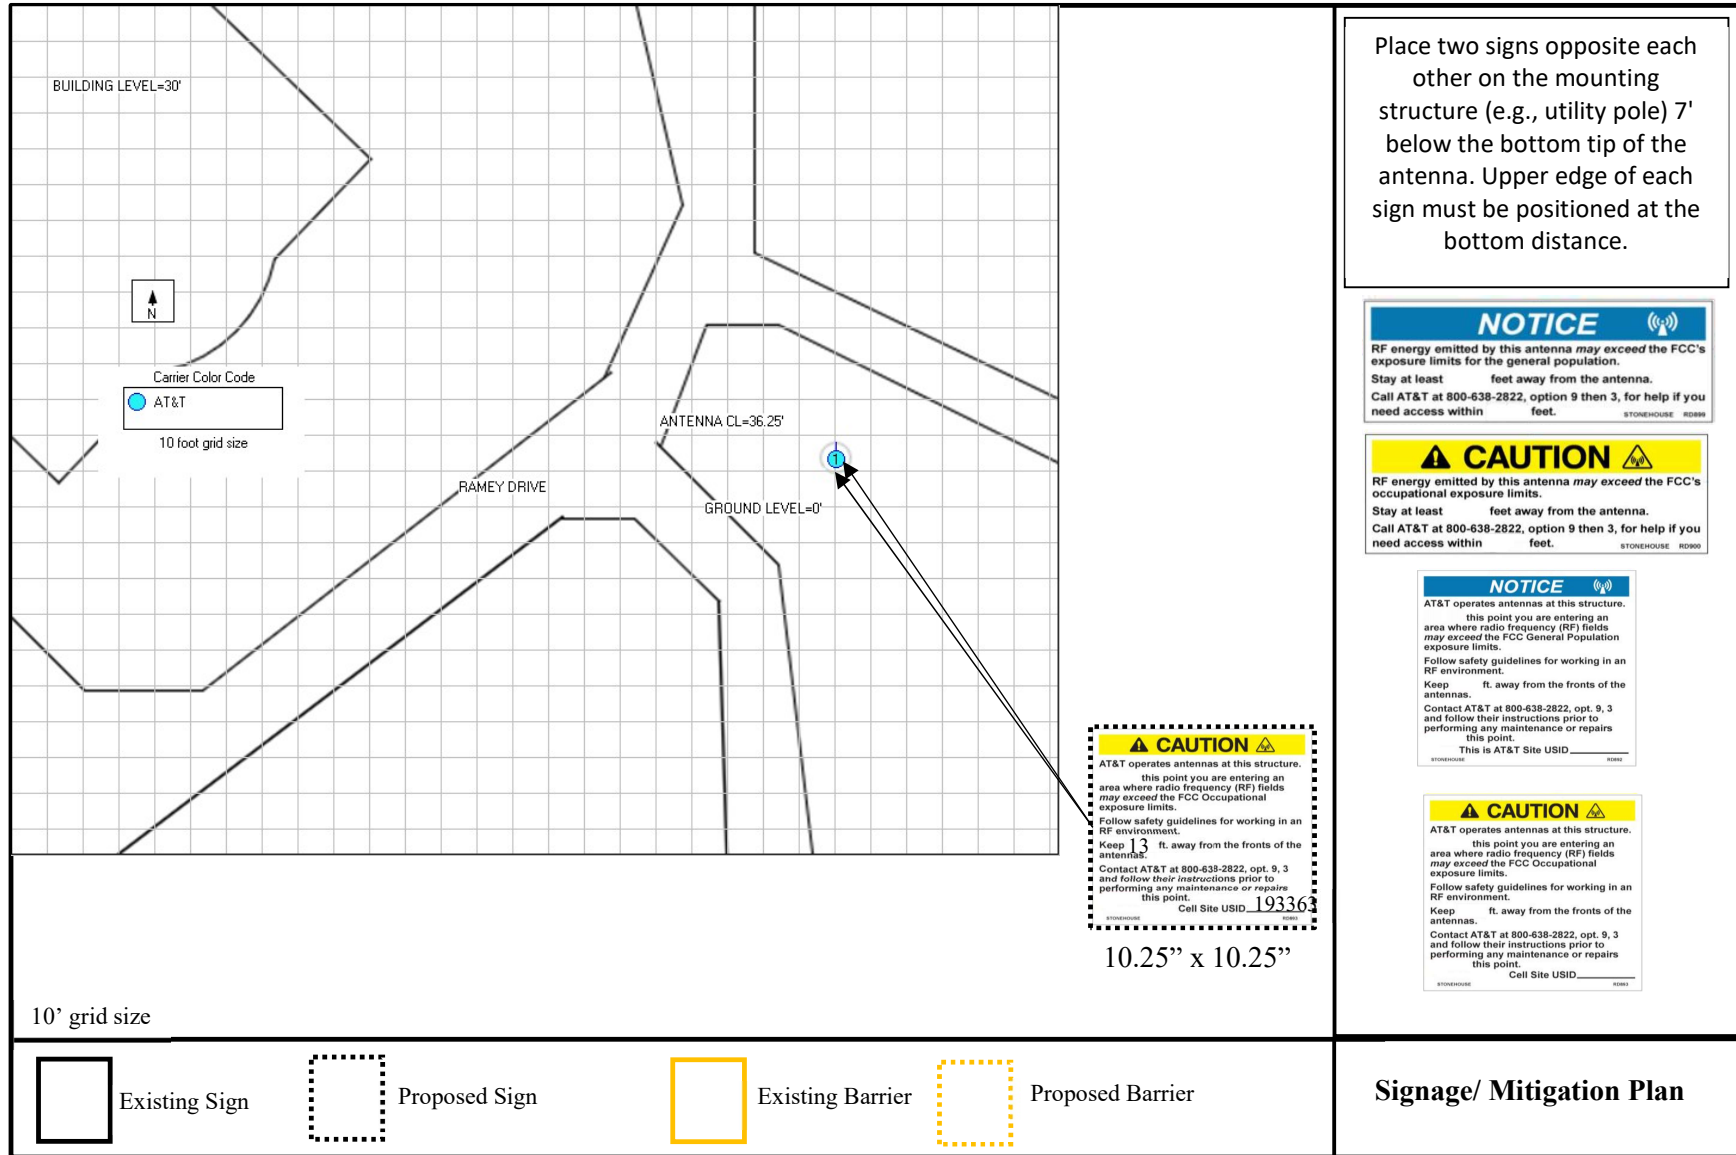 BUILDING LEVEL=30'
N
Carrier Color Code
AT&T
10 foot grid size
ANTENNA CL=36.25'
1
RAMEY DRIVE
GROUND LEVEL=0'
CAUTION
AT&T operates antennas at this structure.
this point you are entering an
area where radio frequency (RF) fields
may exceed the FCC Occupational
exposure limits.
Follow safety guidelines for working in an
RF environment.
Keep 13 ft. away from the fronts of the
antennas.
Contact AT&T at 800-638-2822, opt. 9, 3
and follow their instructions prior to
performing any maintenance or repairs
this point.
Cell Site USID 193363
STONEHOUSE RD893
10.25” x 10.25”
10’ grid size
Place two signs opposite each
other on the mounting
structure (e.g., utility pole) 7'
below the bottom tip of the
antenna. Upper edge of each
sign must be positioned at the
bottom distance.
NOTICE
RF energy emitted by this antenna may exceed the FCC's
exposure limits for the general population.
Stay at least feet away from the antenna.
Call AT&T at 800-638-2822, option 9 then 3, for help if you
need access within feet.
STONEHOUSE RD899
CAUTION
RF energy emitted by this antenna may exceed the FCC's
occupational exposure limits.
Stay at least feet away from the antenna.
Call AT&T at 800-638-2822, option 9 then 3, for help if you
need access within feet.
STONEHOUSE RD900
NOTICE
AT&T operates antennas at this structure.
this point you are entering an
area where radio frequency (RF) fields
may exceed the FCC General Population
exposure limits.
Follow safety guidelines for working in an
RF environment.
Keep ft. away from the fronts of the
antennas.
Contact AT&T at 800-638-2822, opt. 9, 3
and follow their instructions prior to
performing any maintenance or repairs
this point.
This is AT&T Site USID
STONEHOUSE RD892
CAUTION
AT&T operates antennas at this structure.
this point you are entering an
area where radio frequency (RF) fields
may exceed the FCC Occupational
exposure limits.
Follow safety guidelines for working in an
RF environment.
Keep ft. away from the fronts of the
antennas.
Contact AT&T at 800-638-2822, opt. 9, 3
and follow their instructions prior to
performing any maintenance or repairs
this point.
Cell Site USID
STONEHOUSE RD893
Existing Sign
Proposed Sign
Existing Barrier
Proposed Barrier
Signage/ Mitigation Plan